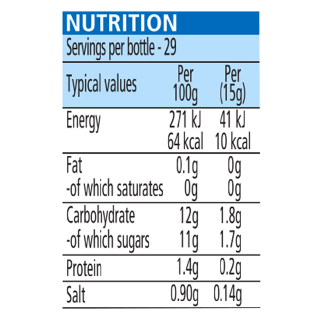 NUTRITION
Servings per bottle - 29
Typical values Per 100g Per (15g)
Energy 271 kJ 41 kJ
64 kcal 10 kcal
Fat 0.1g 0g
-of which saturates 0g 0g
Carbohydrate 12g 1.8g
-of which sugars 11g 1.7g
Protein 1.4g 0.2g
Salt 0.90g 0.14g